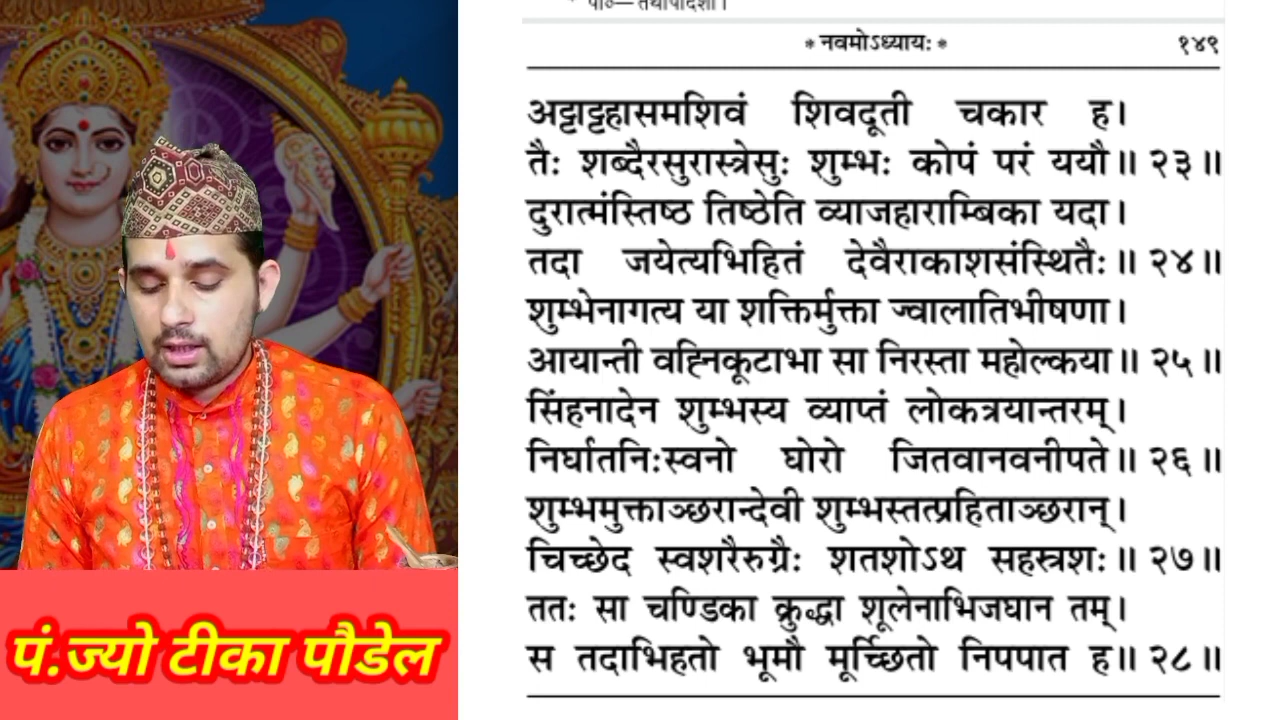 पाठ— तथापीदशी।
* नवमोऽध्यायः *
१४९
अट्टाट्टहासमशिवं शिवदूती चकार ह।
तैः शब्दैरसुरास्त्रेसुः शुम्भः कोपं परं ययौ॥ २३॥
दुरात्मंस्तिष्ठ तिष्ठेति व्याजहाराम्बिका यदा।
तदा जयेत्यभिहितं देवैराकाशसंस्थितैः॥ २४॥
शुम्भेनागत्य या शक्तिर्मुक्ता ज्वालातिभीषणा।
आयान्ती वह्निकूटाभा सा निरस्ता महोल्कया॥ २५॥
सिंहनादेन शुम्भस्य व्याप्तं लोकत्रयान्तरम्।
निर्घातनिःस्वनो घोरो जितवानवनीपते॥ २६॥
शुम्भमुक्ताञ्छरान्देवी शुम्भस्तत्प्रहिताञ्छरान्।
चिच्छेद स्वशरैरुग्रैः शतशोऽथ सहस्रशः॥ २७॥
ततः सा चण्डिका क्रुद्धा शूलेनाभिजघान तम्।
स तदाभिहतो भूमौ मूर्च्छितो निपपात ह॥ २८॥
पं.ज्यो टीका पौडेल